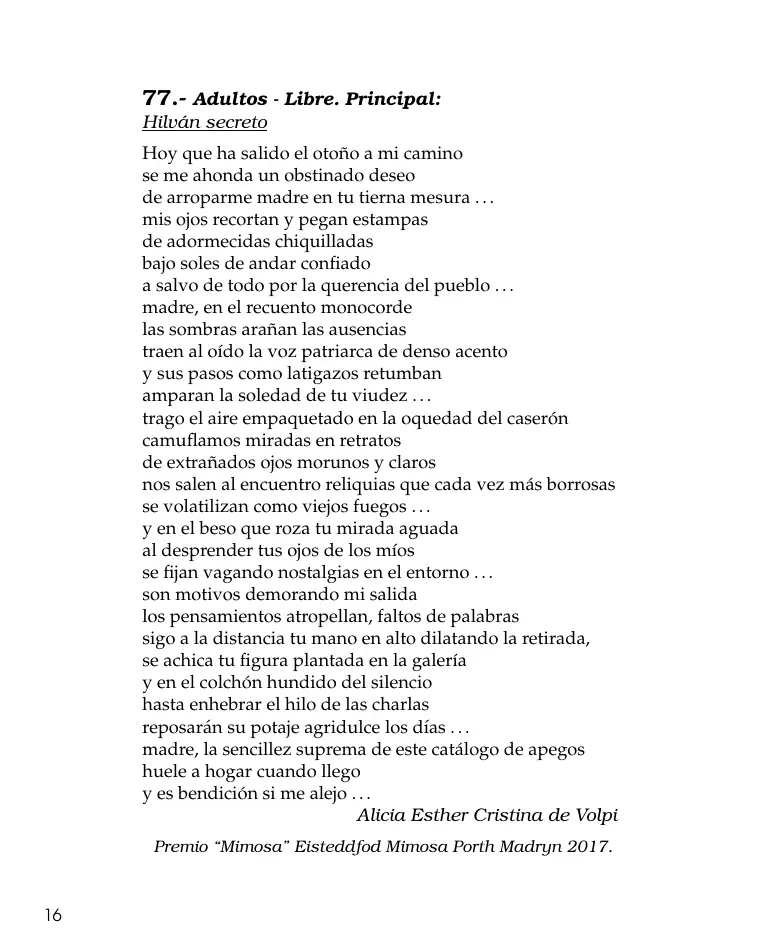 77.- Adultos - Libre. Principal:
Hilván secreto
Hoy que ha salido el otoño a mi camino
se me ahonda un obstinado deseo
de arroparme madre en tu tierna mesura ...
mis ojos recortan y pegan estampas
de adormecidas chiquilladas
bajo soles de andar confiado
a salvo de todo por la querencia del pueblo ...
madre, en el recuento monocorde
las sombras arañan las ausencias
traen al oído la voz patriarca de denso acento
y sus pasos como latigazos retumban
amparan la soledad de tu viudez ...
trago el aire empaquetado en la oquedad del caserón
camuflamos miradas en retratos
de extrañados ojos morunos y claros
nos salen al encuentro reliquias que cada vez más borrosas
se volatilizan como viejos fuegos ...
y en el beso que roza tu mirada aguada
al desprender tus ojos de los míos
se fijan vagando nostalgias en el entorno ...
son motivos demorando mi salida
los pensamientos atropellan, faltos de palabras
sigo a la distancia tu mano en alto dilatando la retirada,
se achica tu figura plantada en la galería
y en el colchón hundido del silencio
hasta enhebrar el hilo de las charlas
reposarán su potaje agridulce los días ...
madre, la sencillez suprema de este catálogo de apegos
huele a hogar cuando llego
y es bendición si me alejo ...
Alicia Esther Cristina de Volpi
Premio “Mimosa” Eisteddfod Mimosa Porth Madryn 2017.
16